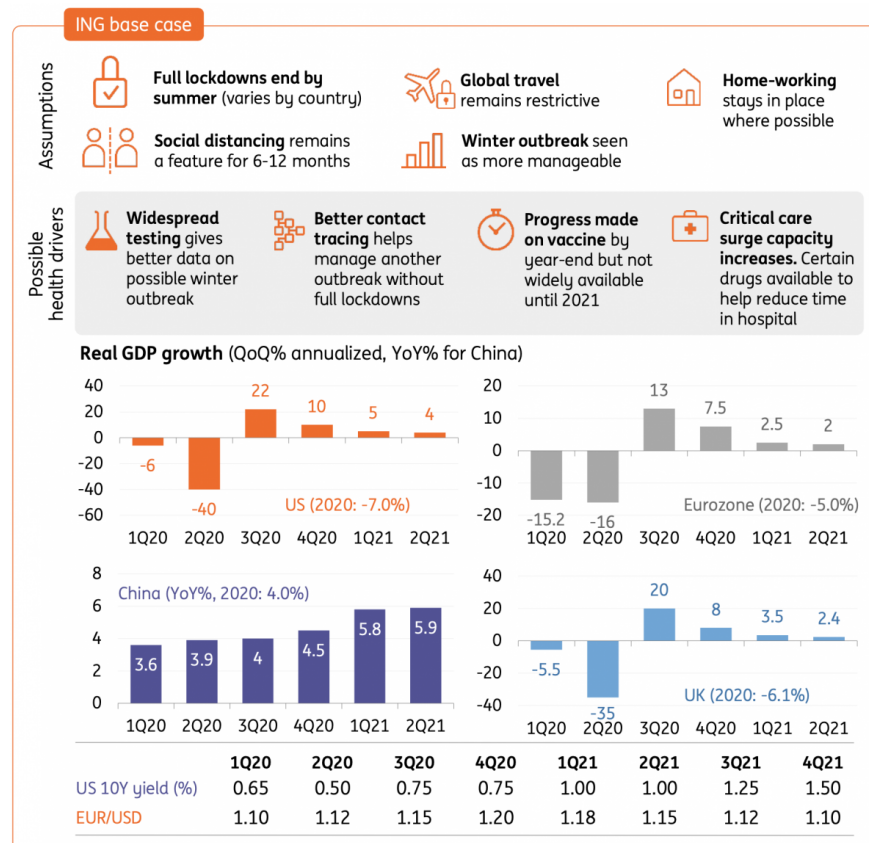 ING base case
Assumptions
Full lockdowns end by
summer (varies by country)
Global travel
remains restrictive
Home-working
stays in place
where possible
Social distancing remains
a feature for 6-12 months
Winter outbreak seen
as more manageable
Possible
health drivers
Widespread
testing gives
better data on
possible winter
outbreak
Better contact
tracing helps
manage another
outbreak without
full lockdowns
Progress made
on vaccine by
year-end but not
widely available
until 2021
Critical care
surge capacity
increases. Certain
drugs available to
help reduce time
in hospital
Real GDP growth (QoQ% annualized, YoY% for China)
40
20
0
-20
-40
-60
-6
-40
22
10
5
4
US (2020: -7.0%)
1Q20 2Q20 3Q20 4Q20 1Q21 2Q21
20
10
0
-10
-20
-15.2
-16
13
7.5
2.5
2
Eurozone (2020: -5.0%)
1Q20 2Q20 3Q20 4Q20 1Q21 2Q21
8
6
4
2
0
China (YoY%, 2020: 4.0%)
3.6
3.9
4
4.5
5.8
5.9
1Q20 2Q20 3Q20 4Q20 1Q21 2Q21
40
20
0
-20
-40
-5.5
-35
20
8
3.5
2.4
UK (2020: -6.1%)
1Q20 2Q20 3Q20 4Q20 1Q21 2Q21
1Q20 2Q20 3Q20 4Q20 1Q21 2Q21 3Q21 4Q21
US 10Y yield (%) 0.65 0.50 0.75 0.75 1.00 1.00 1.25 1.50
EUR/USD 1.10 1.12 1.15 1.20 1.18 1.15 1.12 1.10